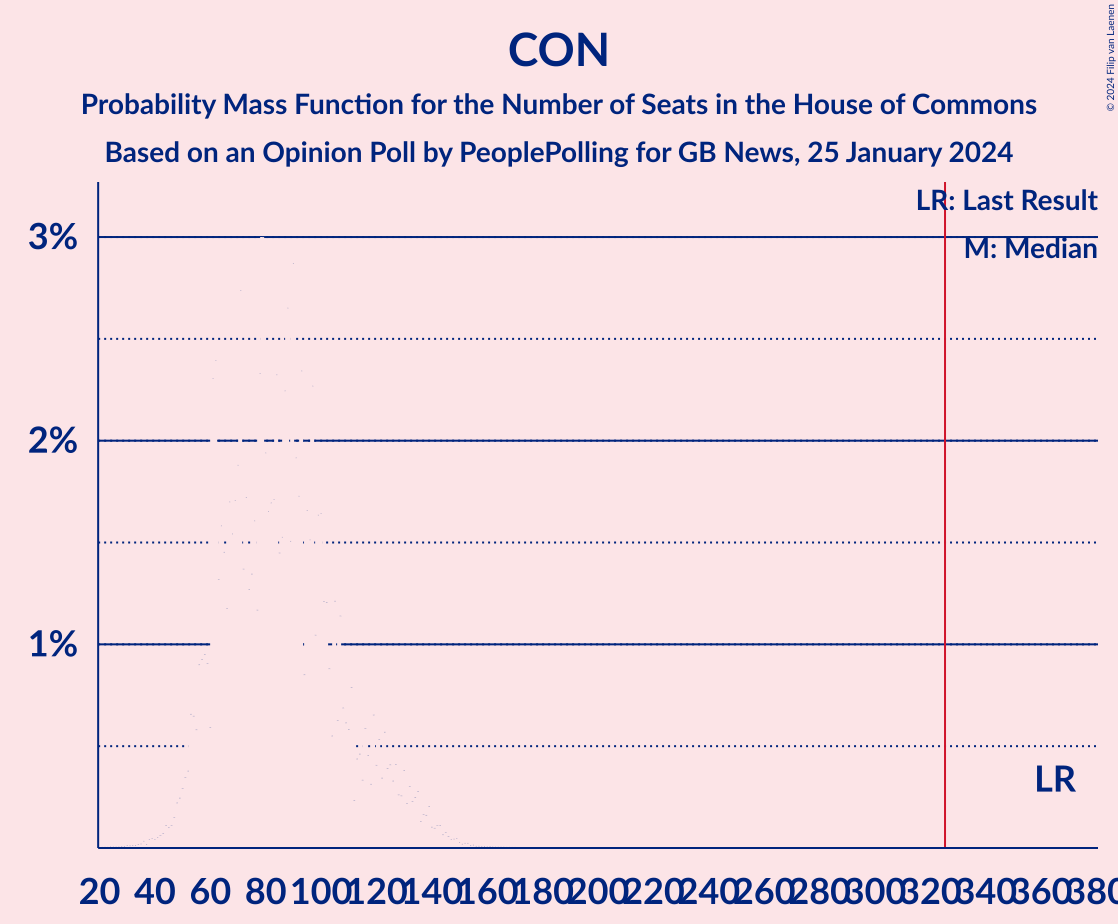 CON
Probability Mass Function for the Number of Seats in the House of Commons
Based on an Opinion Poll by PeoplePolling for GB News, 25 January 2024
© 2024 Filip van Laenen
LR: Last Result
M: Median
3%
2%
1%
LR
20 40 60 80 100 120 140 160 180 200 220 240 260 280 300 320 340 360 380